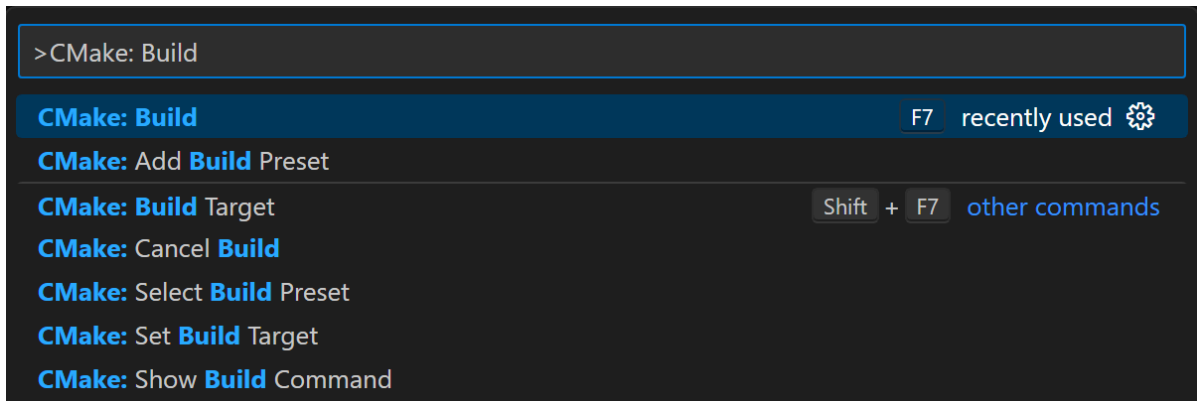 >CMake: Build
CMake: Build F7 recently used
CMake: Add Build Preset
CMake: Build Target Shift + F7 other commands
CMake: Cancel Build
CMake: Select Build Preset
CMake: Set Build Target
CMake: Show Build Command